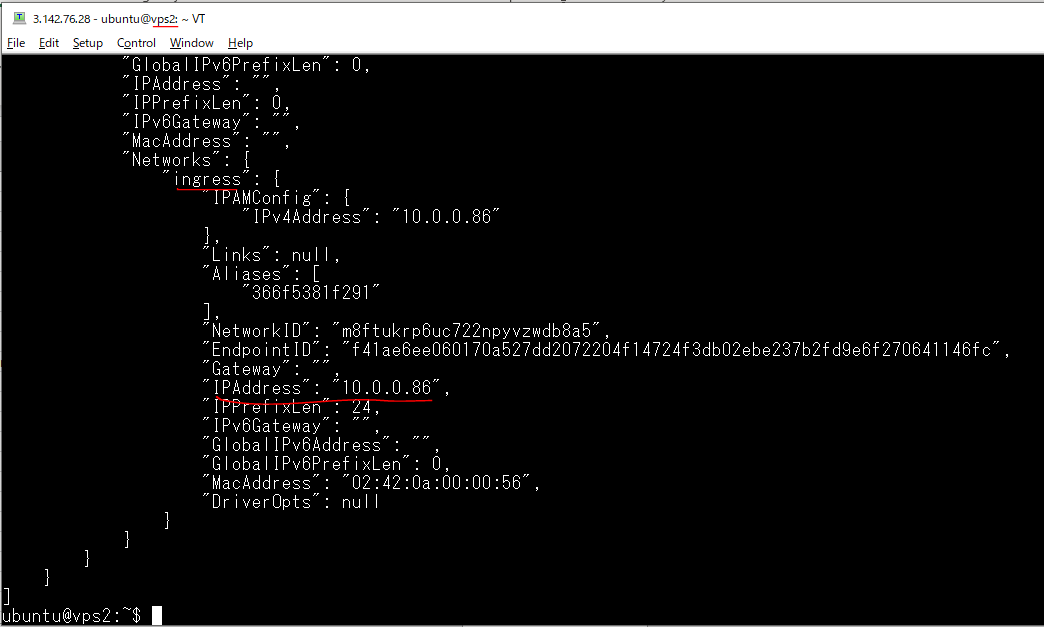 3.142.76.28 - ubuntu@vps2: ~ VT
File Edit Setup Control Window Help
"GlobalIPv6PrefixLen": 0,
"IPAddress": "",
"IPPrefixLen": 0,
"IPv6Gateway": "",
"MacAddress": "",
"Networks": {
"ingress": {
"IPAMConfig": {
"IPv4Address": "10.0.0.86"
},
"Links": null,
"Aliases": [
"366f5381f291"
],
"NetworkID": "m8ftukrp6uc722npyvzwdb8a5",
"EndpointID": "f41ae6ee060170a527dd2072204f14724f3db02ebe237b2fd9e6f270641146fc",
"Gateway": "",
"IPAddress": "10.0.0.86",
"IPPrefixLen": 24,
"IPv6Gateway": "",
"GlobalIPv6Address": "",
"GlobalIPv6PrefixLen": 0,
"MacAddress": "02:42:0a:00:00:56",
"DriverOpts": null
}
}
}
}
]
ubuntu@vps2:~$